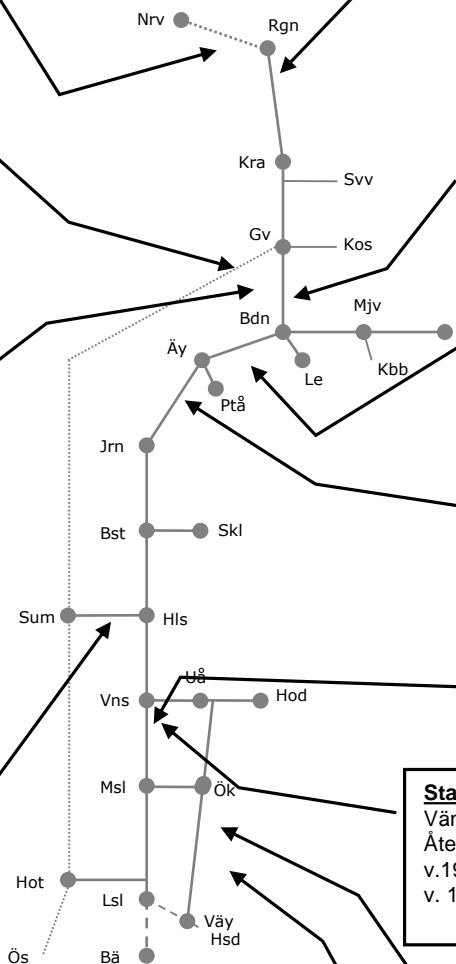 Nrv
Rgn
Kra
Svv
Gv
Kos
Bdn
Mjv
Äy
Le
Kbb
Ptå
Jrn
Bst
Skl
Sum
Hls
Uå
Vns
Hod
Msl
Ök
Sta
Vär
Åte
v.19
v. 1
Hot
Lsl
Väy
Hsd
Ös
Bä